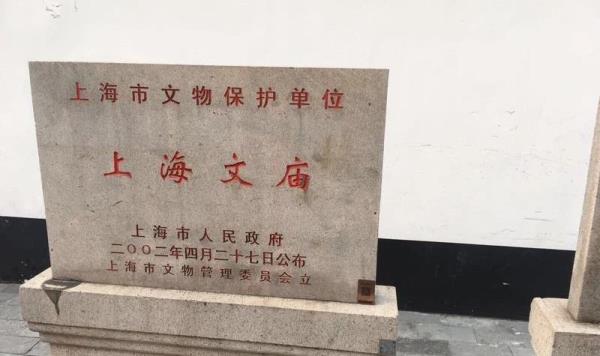 上海市文物保护单位
上海文庙
上海市人民政府
二〇〇二年四月二十七日公布
上海市文物管理委员会立